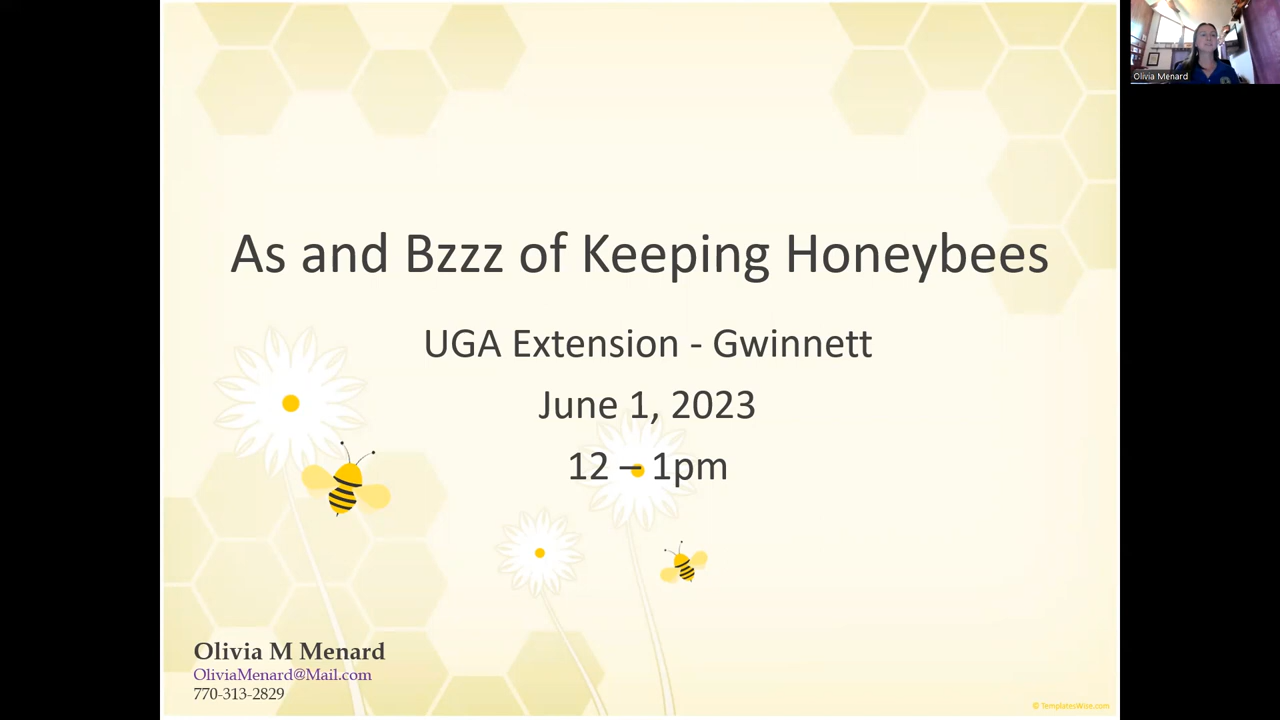 As and Bzzz of Keeping Honeybees
UGA Extension - Gwinnett
June 1, 2023
12 – 1pm
Olivia M Menard
OliviaMenard@Mail.com
770-313-2829
© TemplatesWise.com
Olivia Menard